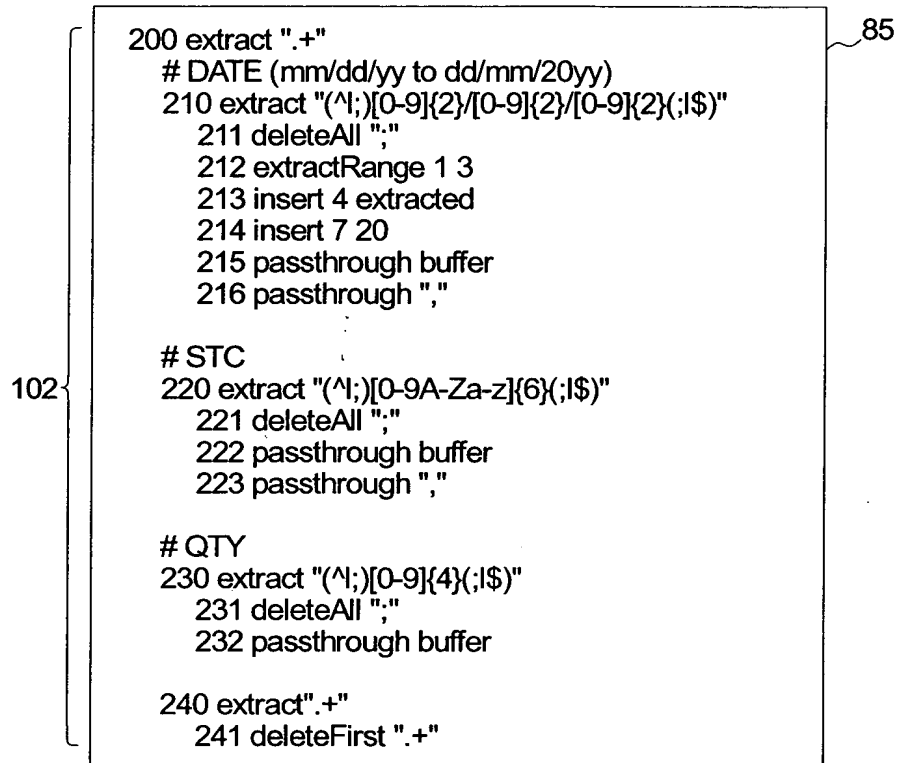 85
200 extract ".+"
# DATE (mm/dd/yy to dd/mm/20yy)
210 extract "(^|;)[0-9]{2}/[0-9]{2}/[0-9]{2}(;|$)"
211 deleteAll ";"
212 extractRange 1 3
213 insert 4 extracted
214 insert 7 20
215 passthrough buffer
216 passthrough ","
# STC
102
220 extract "(^|;)[0-9A-Za-z]{6}(;|$)"
221 deleteAll ";"
222 passthrough buffer
223 passthrough ","
# QTY
230 extract "(^|;)[0-9]{4}(;|$)"
231 deleteAll ";"
232 passthrough buffer
240 extract".+"
241 deleteFirst ".+"